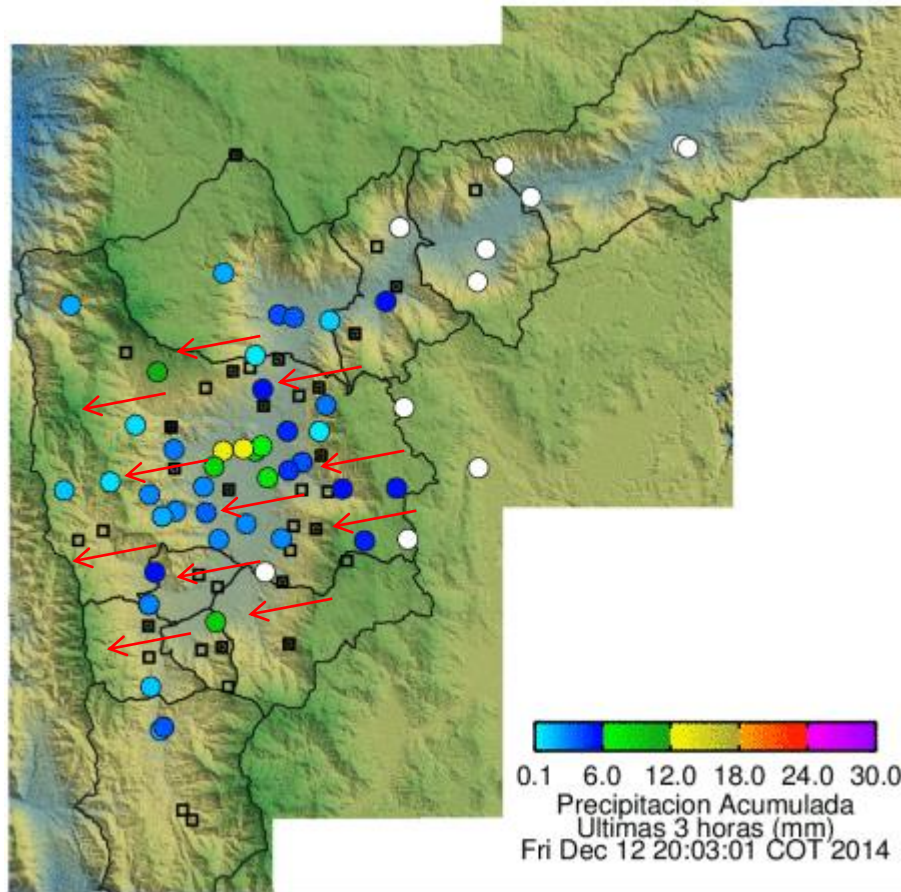 0.1 6.0 12.0 18.0 24.0 30.0
Precipitacion Acumulada
Ultimas 3 horas (mm)
Fri Dec 12 20:03:01 COT 2014